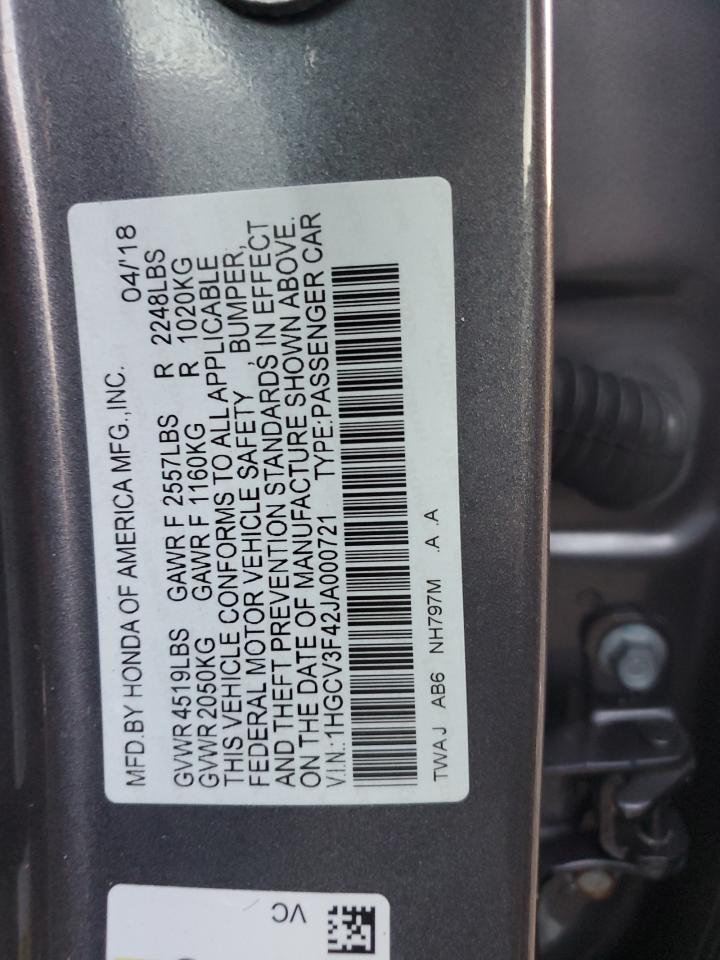 MFD.BY HONDA OF AMERICA MFG.,INC. 04/'18
GVWR 4519LBS GAWR F 2557LBS R 2248LBS
GVWR 2050KG GAWR F 1160KG R 1020KG
THIS VEHICLE CONFORMS TO ALL APPLICABLE
FEDERAL MOTOR VEHICLE SAFETY, BUMPER,
AND THEFT PREVENTION STANDARDS IN EFFECT
ON THE DATE OF MANUFACTURE SHOWN ABOVE.
V.I.N.:1HGCV3F42JA000721 TYPE:PASSENGER CAR
TWAJ AB6 NH797M .A .A
VC